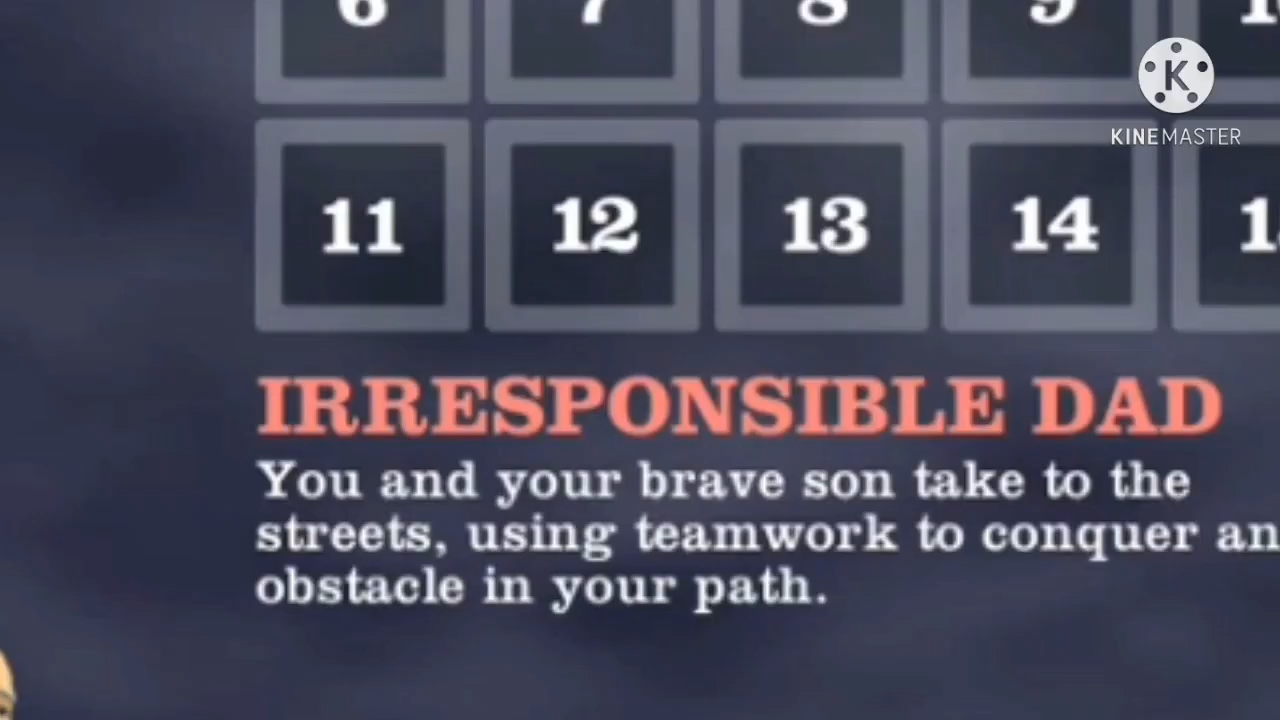 6 7 8 9
K
KINEMASTER
11 12 13 14
IRRESPONSIBLE DAD
You and your brave son take to the
streets, using teamwork to conquer
obstacle in your path.